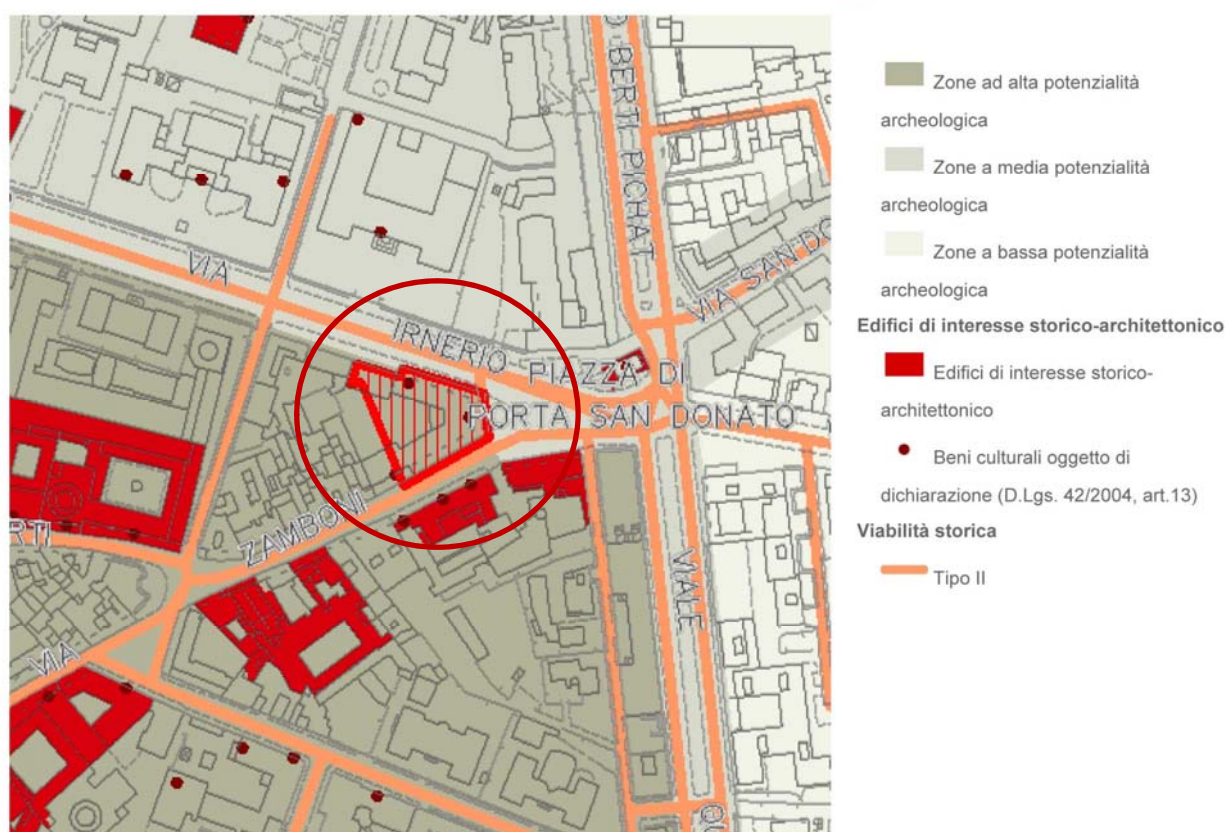 O BERTI PICHAT
VIA SAN DO
VIA
IRNERIO PIAZZA DI
PORTA SAN DONATO
ZAMBONI
RTI
VIALE
VIA
Zone ad alta potenzialità
archeologica
Zone a media potenzialità
archeologica
Zone a bassa potenzialità
archeologica
Edifici di interesse storico-architettonico
Edifici di interesse storico-
architettonico
Beni culturali oggetto di
dichiarazione (D.Lgs. 42/2004, art.13)
Viabilità storica
Tipo II